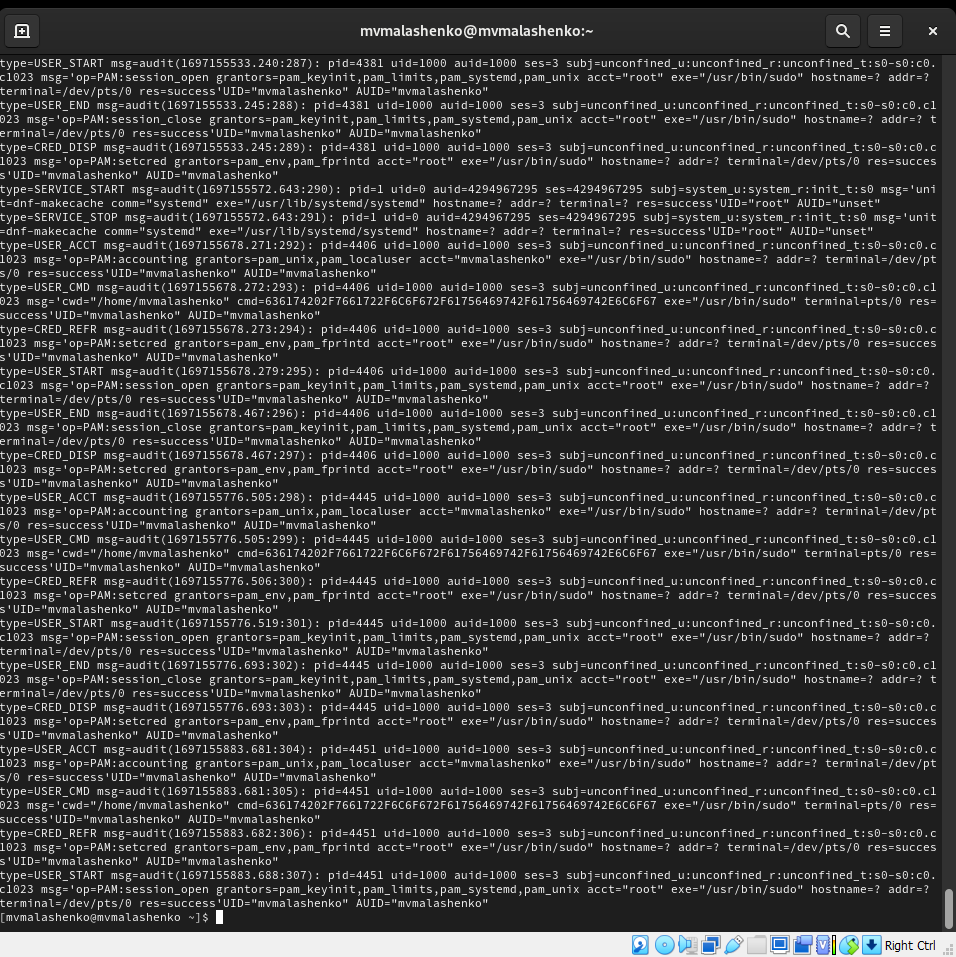 mvmalashenko@mvmalashenko:~
type=USER_START msg=audit(1697155533.240:287): pid=4381 uid=1000 auid=1000 ses=3 subj=unconfined_u:unconfined_r:unconfined_t:s0-s0:c0.
c1023 msg='op=PAM:session_open grantors=pam_keyinit,pam_limits,pam_systemd,pam_unix acct="root" exe="/usr/bin/sudo" hostname=? addr=?
terminal=/dev/pts/0 res=success'UID="mvmalashenko" AUID="mvmalashenko"
type=USER_END msg=audit(1697155533.245:288): pid=4381 uid=1000 auid=1000 ses=3 subj=unconfined_u:unconfined_r:unconfined_t:s0-s0:c0.c1
023 msg='op=PAM:session_close grantors=pam_keyinit,pam_limits,pam_systemd,pam_unix acct="root" exe="/usr/bin/sudo" hostname=? addr=? t
erminal=/dev/pts/0 res=success'UID="mvmalashenko" AUID="mvmalashenko"
type=CRED_DISP msg=audit(1697155533.245:289): pid=4381 uid=1000 auid=1000 ses=3 subj=unconfined_u:unconfined_r:unconfined_t:s0-s0:c0.c
1023 msg='op=PAM:setcred grantors=pam_env,pam_fprintd acct="root" exe="/usr/bin/sudo" hostname=? addr=? terminal=/dev/pts/0 res=succes
s'UID="mvmalashenko" AUID="mvmalashenko"
type=SERVICE_START msg=audit(1697155572.643:290): pid=1 uid=0 auid=4294967295 ses=4294967295 subj=system_u:system_r:init_t:s0 msg='uni
t=dnf-makecache comm="systemd" exe="/usr/lib/systemd/systemd" hostname=? addr=? terminal=? res=success'UID="root" AUID="unset"
type=SERVICE_STOP msg=audit(1697155572.643:291): pid=1 uid=0 auid=4294967295 ses=4294967295 subj=system_u:system_r:init_t:s0 msg='unit
=dnf-makecache comm="systemd" exe="/usr/lib/systemd/systemd" hostname=? addr=? terminal=? res=success'UID="root" AUID="unset"
type=USER_ACCT msg=audit(1697155678.271:292): pid=4406 uid=1000 auid=1000 ses=3 subj=unconfined_u:unconfined_r:unconfined_t:s0-s0:c0.c
1023 msg='op=PAM:accounting grantors=pam_unix,pam_localuser acct="mvmalashenko" exe="/usr/bin/sudo" hostname=? addr=? terminal=/dev/pt
s/0 res=success'UID="mvmalashenko" AUID="mvmalashenko"
type=USER_CMD msg=audit(1697155678.272:293): pid=4406 uid=1000 auid=1000 ses=3 subj=unconfined_u:unconfined_r:unconfined_t:s0-s0:c0.c1
023 msg='cwd="/home/mvmalashenko" cmd=636174202F7661722F6C6F672F61756469742F61756469742E6C6F67 exe="/usr/bin/sudo" terminal=pts/0 res=
success'UID="mvmalashenko" AUID="mvmalashenko"
type=CRED_REFR msg=audit(1697155678.273:294): pid=4406 uid=1000 auid=1000 ses=3 subj=unconfined_u:unconfined_r:unconfined_t:s0-s0:c0.c
1023 msg='op=PAM:setcred grantors=pam_env,pam_fprintd acct="root" exe="/usr/bin/sudo" hostname=? addr=? terminal=/dev/pts/0 res=succes
s'UID="mvmalashenko" AUID="mvmalashenko"
type=USER_START msg=audit(1697155678.279:295): pid=4406 uid=1000 auid=1000 ses=3 subj=unconfined_u:unconfined_r:unconfined_t:s0-s0:c0.
c1023 msg='op=PAM:session_open grantors=pam_keyinit,pam_limits,pam_systemd,pam_unix acct="root" exe="/usr/bin/sudo" hostname=? addr=?
terminal=/dev/pts/0 res=success'UID="mvmalashenko" AUID="mvmalashenko"
type=USER_END msg=audit(1697155678.467:296): pid=4406 uid=1000 auid=1000 ses=3 subj=unconfined_u:unconfined_r:unconfined_t:s0-s0:c0.c1
023 msg='op=PAM:session_close grantors=pam_keyinit,pam_limits,pam_systemd,pam_unix acct="root" exe="/usr/bin/sudo" hostname=? addr=? t
erminal=/dev/pts/0 res=success'UID="mvmalashenko" AUID="mvmalashenko"
type=CRED_DISP msg=audit(1697155678.467:297): pid=4406 uid=1000 auid=1000 ses=3 subj=unconfined_u:unconfined_r:unconfined_t:s0-s0:c0.c
1023 msg='op=PAM:setcred grantors=pam_env,pam_fprintd acct="root" exe="/usr/bin/sudo" hostname=? addr=? terminal=/dev/pts/0 res=succes
s'UID="mvmalashenko" AUID="mvmalashenko"
type=USER_ACCT msg=audit(1697155776.505:298): pid=4445 uid=1000 auid=1000 ses=3 subj=unconfined_u:unconfined_r:unconfined_t:s0-s0:c0.c
1023 msg='op=PAM:accounting grantors=pam_unix,pam_localuser acct="mvmalashenko" exe="/usr/bin/sudo" hostname=? addr=? terminal=/dev/pt
s/0 res=success'UID="mvmalashenko" AUID="mvmalashenko"
type=USER_CMD msg=audit(1697155776.505:299): pid=4445 uid=1000 auid=1000 ses=3 subj=unconfined_u:unconfined_r:unconfined_t:s0-s0:c0.c1
023 msg='cwd="/home/mvmalashenko" cmd=636174202F7661722F6C6F672F61756469742F61756469742E6C6F67 exe="/usr/bin/sudo" terminal=pts/0 res=
success'UID="mvmalashenko" AUID="mvmalashenko"
type=CRED_REFR msg=audit(1697155776.506:300): pid=4445 uid=1000 auid=1000 ses=3 subj=unconfined_u:unconfined_r:unconfined_t:s0-s0:c0.c
1023 msg='op=PAM:setcred grantors=pam_env,pam_fprintd acct="root" exe="/usr/bin/sudo" hostname=? addr=? terminal=/dev/pts/0 res=succes
s'UID="mvmalashenko" AUID="mvmalashenko"
type=USER_START msg=audit(1697155776.519:301): pid=4445 uid=1000 auid=1000 ses=3 subj=unconfined_u:unconfined_r:unconfined_t:s0-s0:c0.
c1023 msg='op=PAM:session_open grantors=pam_keyinit,pam_limits,pam_systemd,pam_unix acct="root" exe="/usr/bin/sudo" hostname=? addr=?
terminal=/dev/pts/0 res=success'UID="mvmalashenko" AUID="mvmalashenko"
type=USER_END msg=audit(1697155776.693:302): pid=4445 uid=1000 auid=1000 ses=3 subj=unconfined_u:unconfined_r:unconfined_t:s0-s0:c0.c1
023 msg='op=PAM:session_close grantors=pam_keyinit,pam_limits,pam_systemd,pam_unix acct="root" exe="/usr/bin/sudo" hostname=? addr=? t
erminal=/dev/pts/0 res=success'UID="mvmalashenko" AUID="mvmalashenko"
type=CRED_DISP msg=audit(1697155776.693:303): pid=4445 uid=1000 auid=1000 ses=3 subj=unconfined_u:unconfined_r:unconfined_t:s0-s0:c0.c
1023 msg='op=PAM:setcred grantors=pam_env,pam_fprintd acct="root" exe="/usr/bin/sudo" hostname=? addr=? terminal=/dev/pts/0 res=succes
s'UID="mvmalashenko" AUID="mvmalashenko"
type=USER_ACCT msg=audit(1697155883.681:304): pid=4451 uid=1000 auid=1000 ses=3 subj=unconfined_u:unconfined_r:unconfined_t:s0-s0:c0.c
1023 msg='op=PAM:accounting grantors=pam_unix,pam_localuser acct="mvmalashenko" exe="/usr/bin/sudo" hostname=? addr=? terminal=/dev/pt
s/0 res=success'UID="mvmalashenko" AUID="mvmalashenko"
type=USER_CMD msg=audit(1697155883.681:305): pid=4451 uid=1000 auid=1000 ses=3 subj=unconfined_u:unconfined_r:unconfined_t:s0-s0:c0.c1
023 msg='cwd="/home/mvmalashenko" cmd=636174202F7661722F6C6F672F61756469742F61756469742E6C6F67 exe="/usr/bin/sudo" terminal=pts/0 res=
success'UID="mvmalashenko" AUID="mvmalashenko"
type=CRED_REFR msg=audit(1697155883.682:306): pid=4451 uid=1000 auid=1000 ses=3 subj=unconfined_u:unconfined_r:unconfined_t:s0-s0:c0.c
1023 msg='op=PAM:setcred grantors=pam_env,pam_fprintd acct="root" exe="/usr/bin/sudo" hostname=? addr=? terminal=/dev/pts/0 res=succes
s'UID="mvmalashenko" AUID="mvmalashenko"
type=USER_START msg=audit(1697155883.688:307): pid=4451 uid=1000 auid=1000 ses=3 subj=unconfined_u:unconfined_r:unconfined_t:s0-s0:c0.
c1023 msg='op=PAM:session_open grantors=pam_keyinit,pam_limits,pam_systemd,pam_unix acct="root" exe="/usr/bin/sudo" hostname=? addr=?
terminal=/dev/pts/0 res=success'UID="mvmalashenko" AUID="mvmalashenko"
[mvmalashenko@mvmalashenko ~]$
Right Ctrl